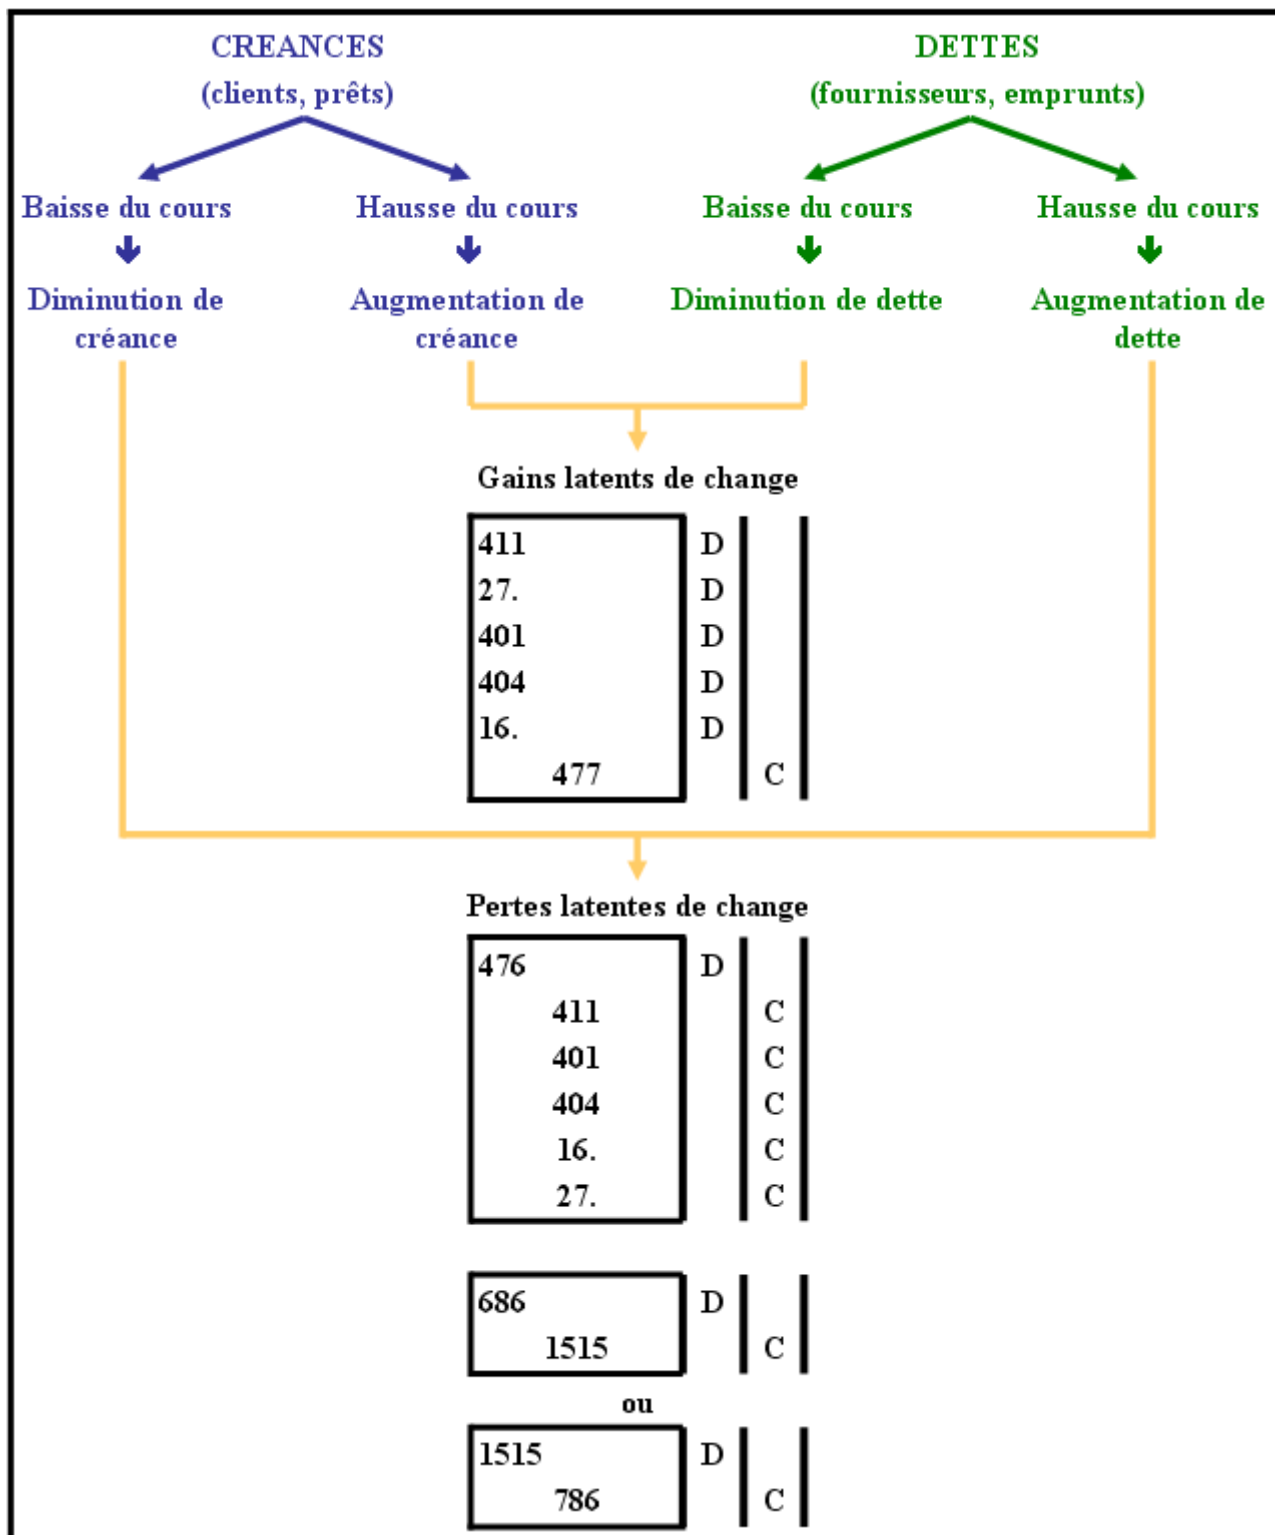 CREANCES DETTES
(clients, prêts) (fournisseurs, emprunts)
Baisse du cours Hausse du cours Baisse du cours Hausse du cours
Diminution de Augmentation de Diminution de dette Augmentation de
créance créance dette
Gains latents de change
411 D
27. D
401 D
404 D
16. D
477 C
Pertes latentes de change
476 D
411 C
401 C
404 C
16. C
27. C
686 D
1515 C
ou
1515 D
786 C